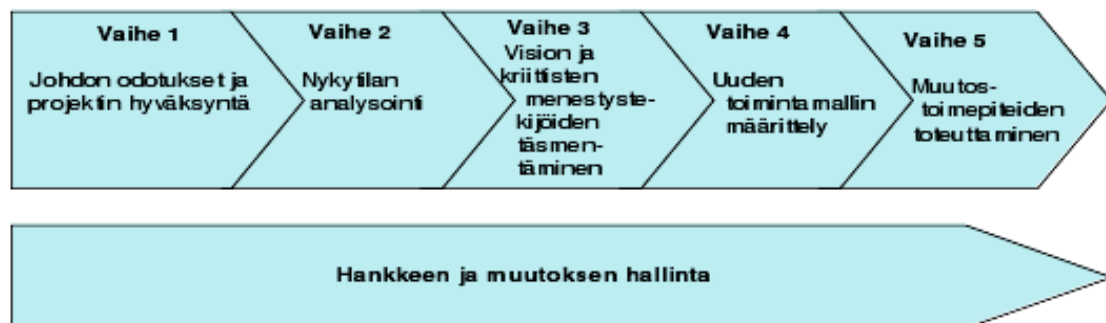 Vaihe 1
Johdon odotukset ja
projektin hyväksyntä
Vaihe 2
Nykytilan
analysointi
Vaihe 3
Vision ja
kriittisten
menestyste-
kijöiden
täsmen-
täminen
Vaihe 4
Uuden
toimintamallin
määrittely
Vaihe 5
Muutos-
toimepiteiden
toteuttaminen
Hankkeen ja muutoksen hallinta